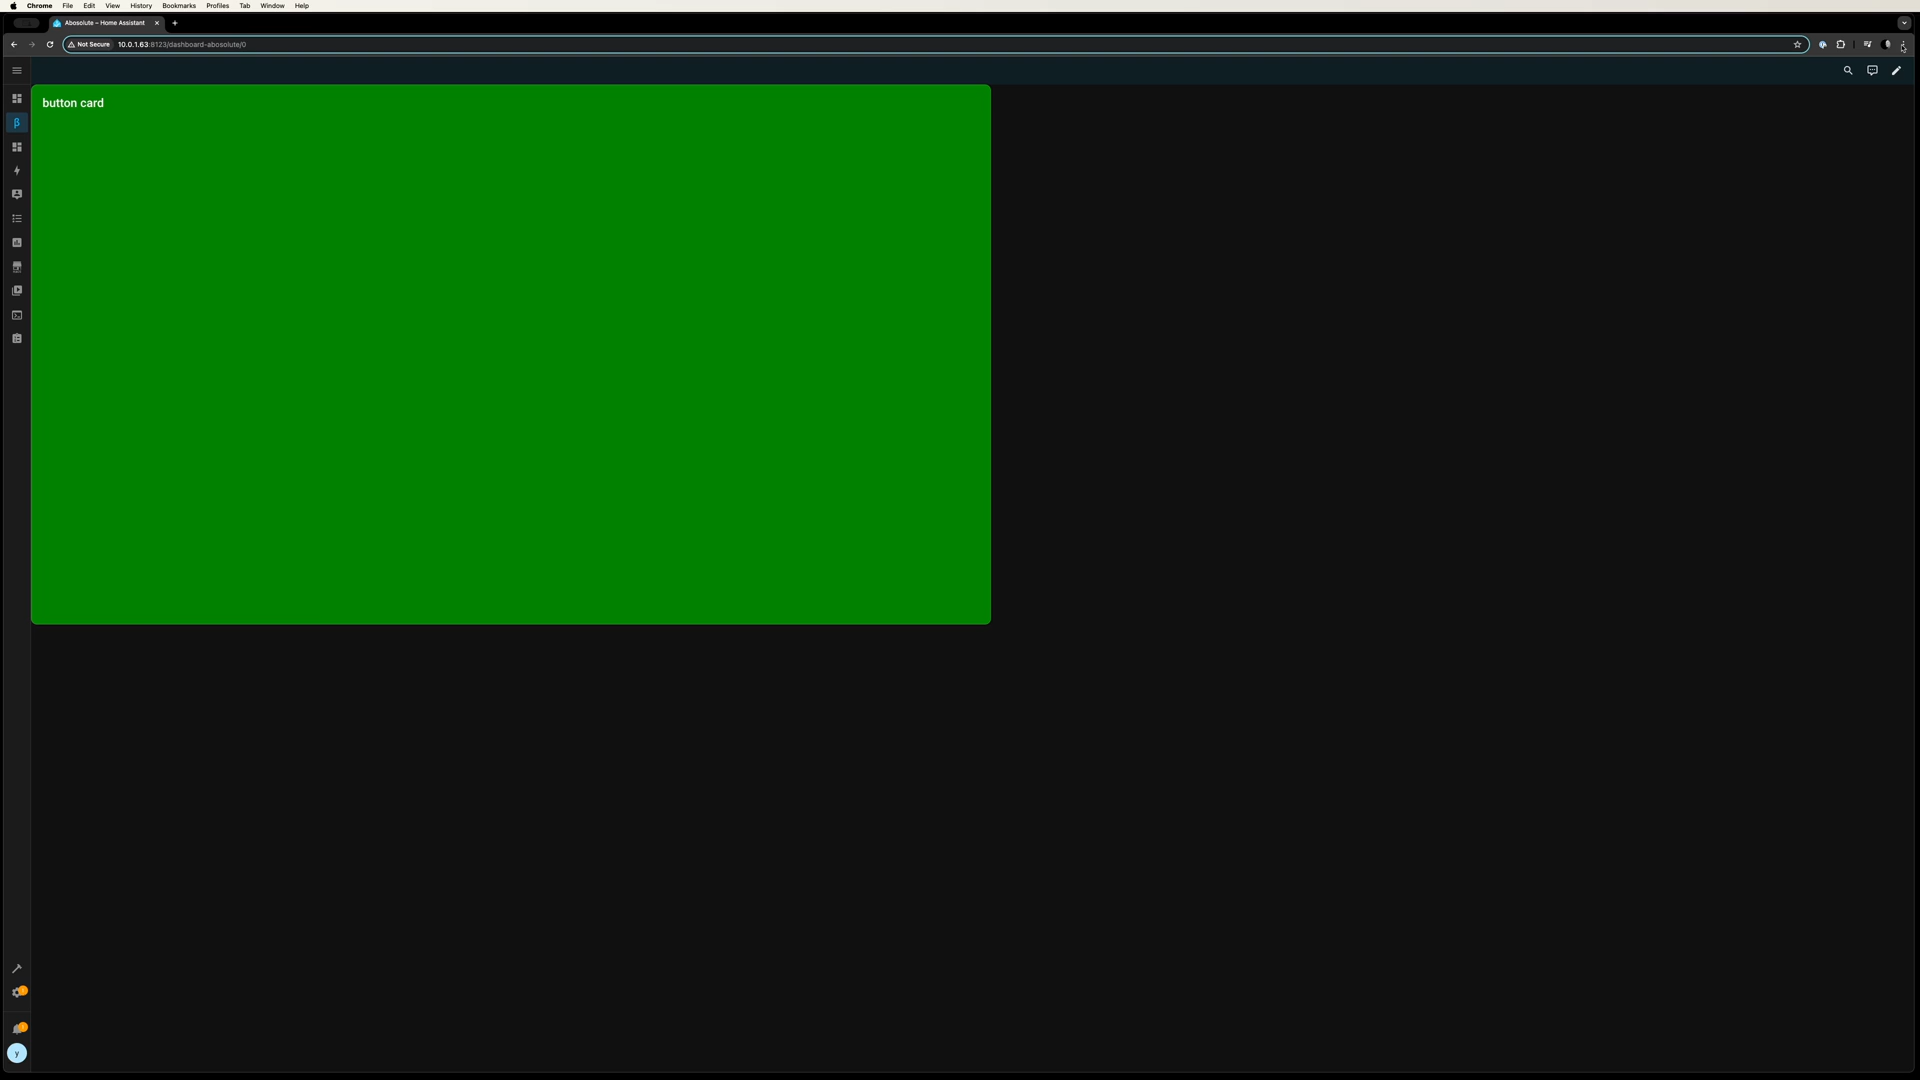 Chrome File Edit View History Bookmarks Profiles Tab Window Help
Abosolute – Home Assistant
Not Secure 10.0.1.63:8123/dashboard-abosolute/0
button card
β
y